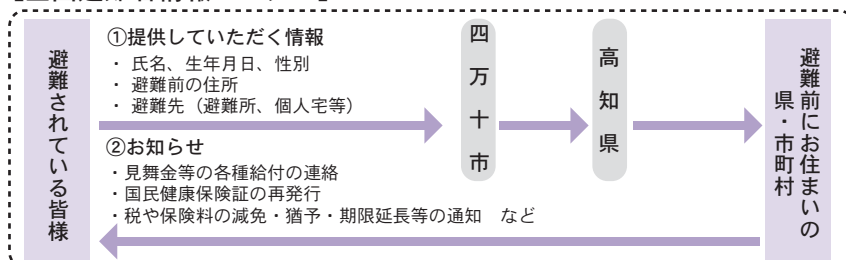 避難されている皆様
①提供していただく情報
・ 氏名、生年月日、性別
・ 避難前の住所
・ 避難先（避難所、個人宅等）
②お知らせ
・見舞金等の各種給付の連絡
・国民健康保険証の再発行
・税や保険料の減免・猶予・期限延長等の通知　など
四万十市
高知県
避難前にお住まいの
県・市町村